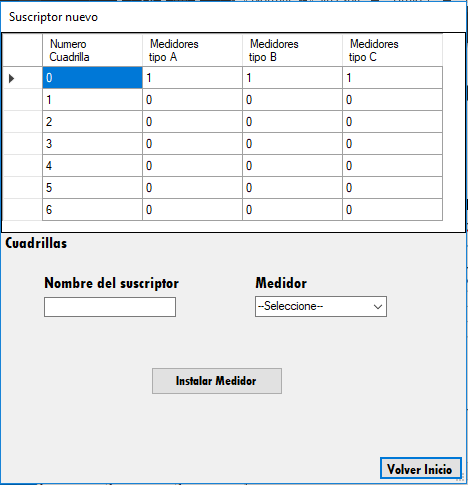 Suscriptor nuevo
Numero Cuadrilla Medidores tipo A Medidores tipo B Medidores tipo C
0 1 1 1
1 0 0 0
2 0 0 0
3 0 0 0
4 0 0 0
5 0 0 0
6 0 0 0
Cuadrillas
Nombre del suscriptor Medidor
--Seleccione--
Instalar Medidor
Volver Inicio